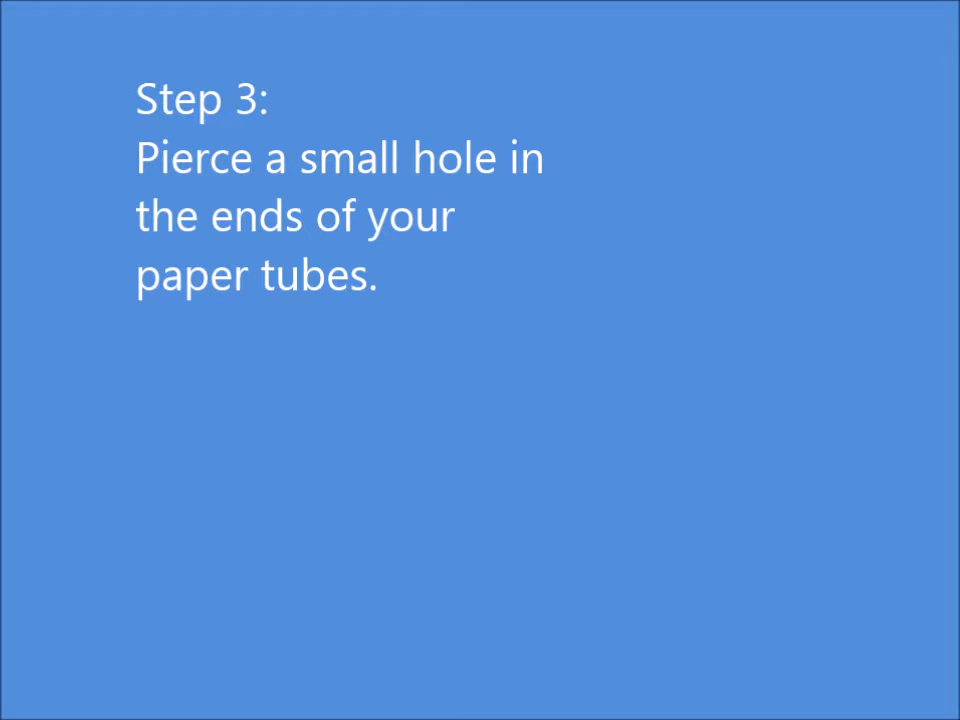 Step 3:
Pierce a small hole in
the ends of your
paper tubes.